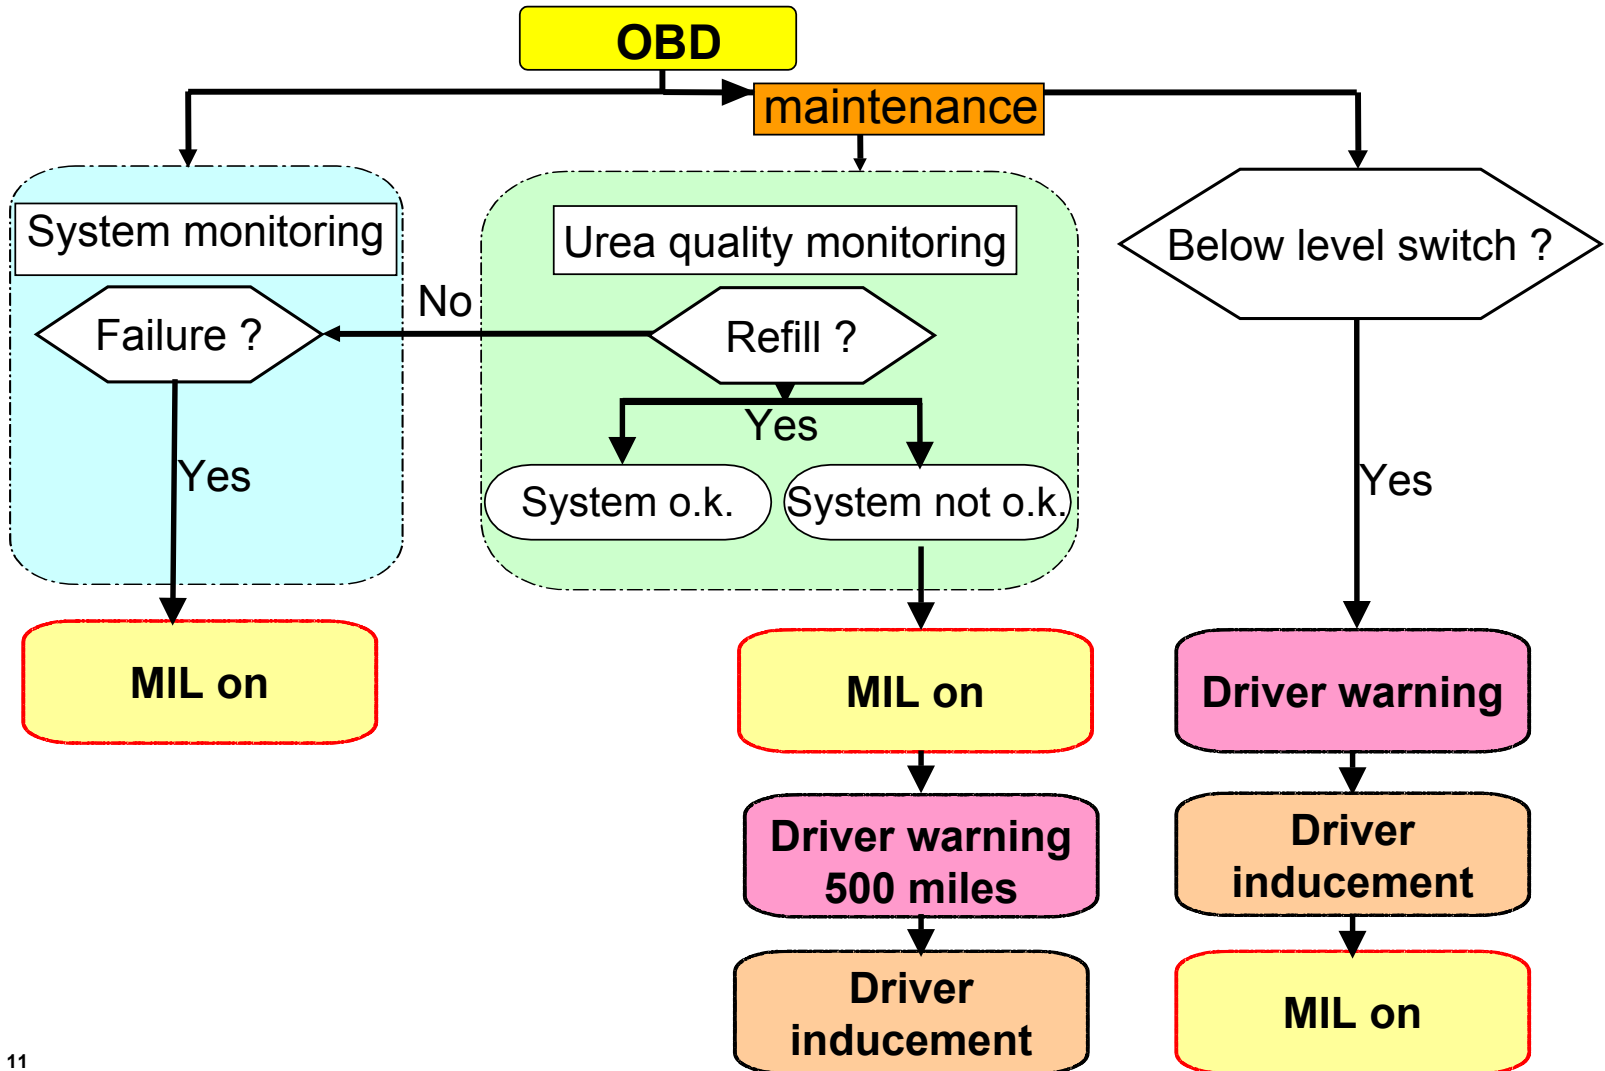 OBD
maintenance
System monitoring
Urea quality monitoring
Below level switch ?
No
Failure ?
Refill ?
Yes
Yes
Yes
System o.k.
System not o.k.
MIL on
MIL on
Driver warning
Driver warning
500 miles
Driver
inducement
Driver
inducement
MIL on
11